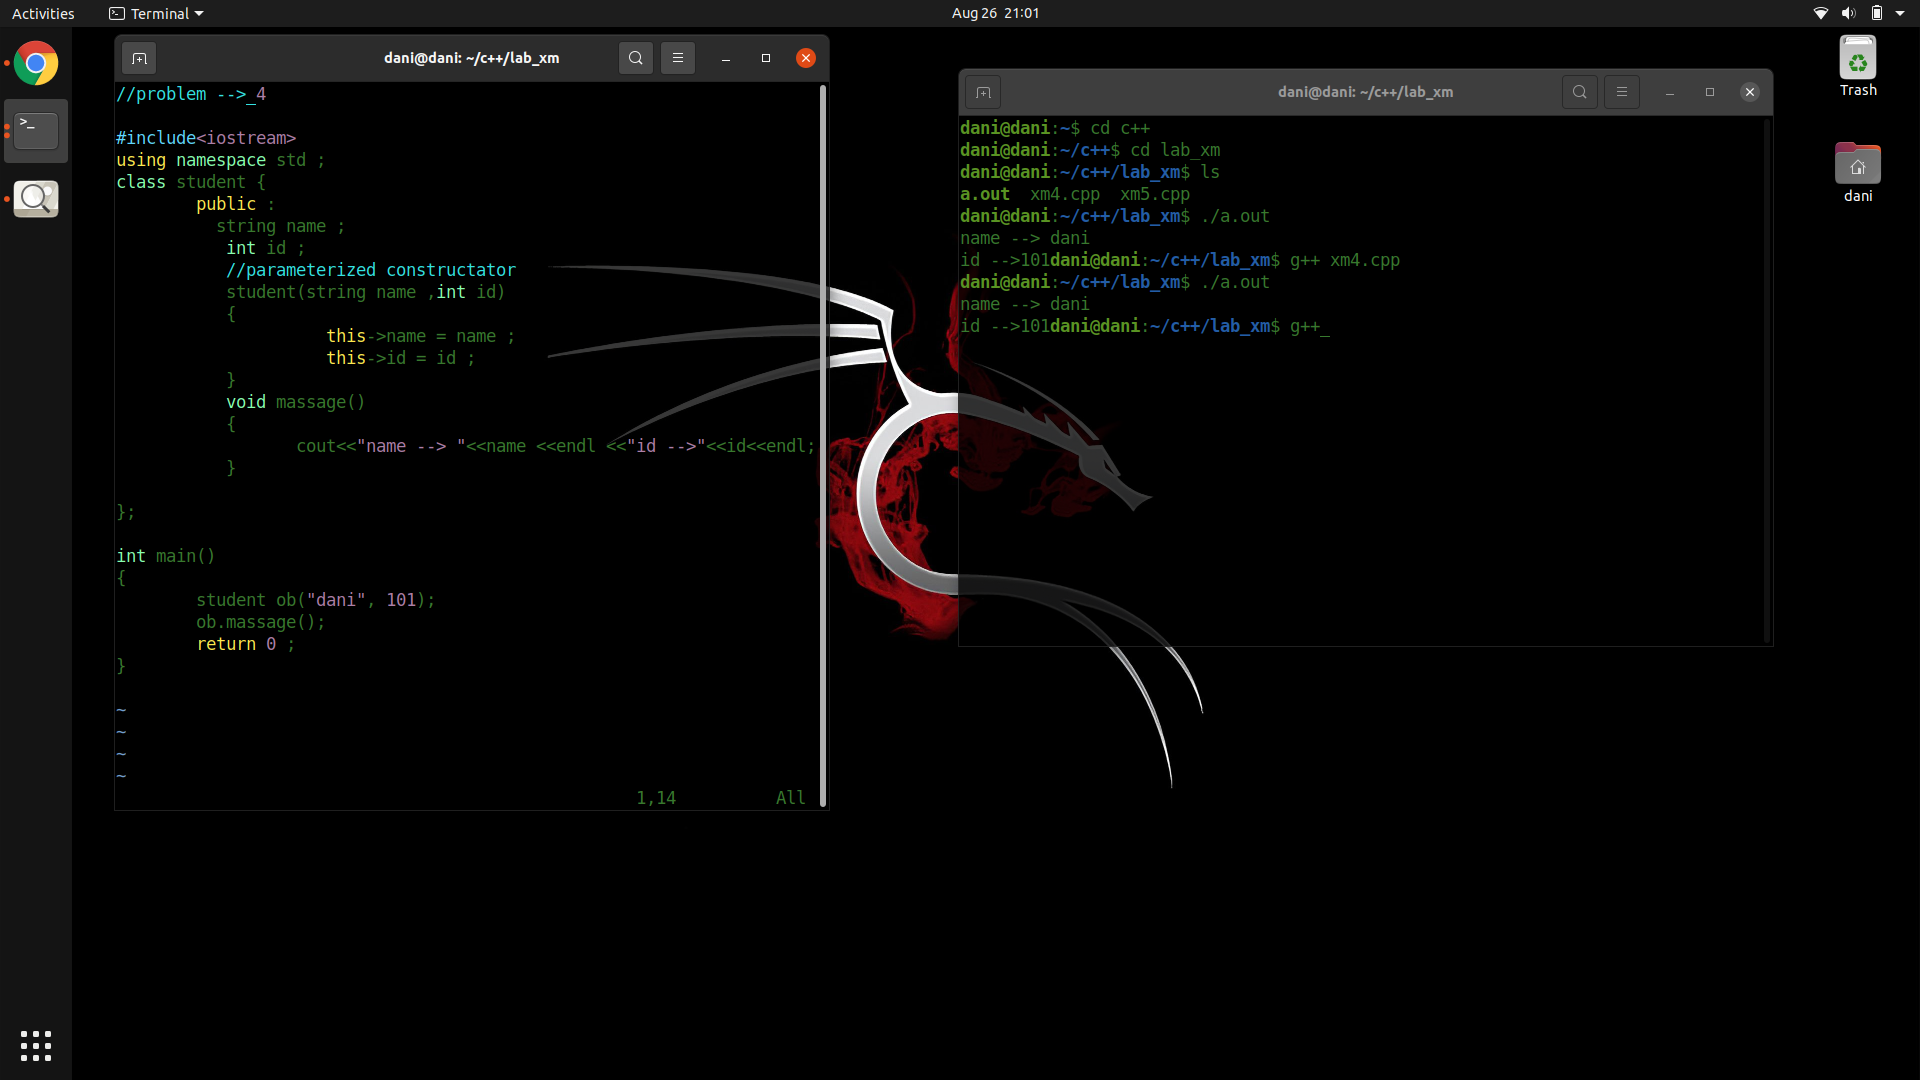 Activities
Terminal
Aug 26 21:01
dani@dani: ~/c++/lab_xm
//problem -->_4
#include<iostream>
using namespace std ;
class student {
public :
string name ;
int id ;
//parameterized constructator
student(string name ,int id)
{
this->name = name ;
this->id = id ;
}
void massage()
{
cout<<"name --> "<<name <<endl <<"id -->"<<id<<endl;
}
};
int main()
{
student ob("dani", 101);
ob.massage();
return 0 ;
}
~
~
~
~
1,14 All
dani@dani: ~/c++/lab_xm
dani@dani:~$ cd c++
dani@dani:~/c++$ cd lab_xm
dani@dani:~/c++/lab_xm$ ls
a.out xm4.cpp xm5.cpp
dani@dani:~/c++/lab_xm$ ./a.out
name --> dani
id -->101dani@dani:~/c++/lab_xm$ g++ xm4.cpp
dani@dani:~/c++/lab_xm$ ./a.out
name --> dani
id -->101dani@dani:~/c++/lab_xm$ g++_
Trash
dani